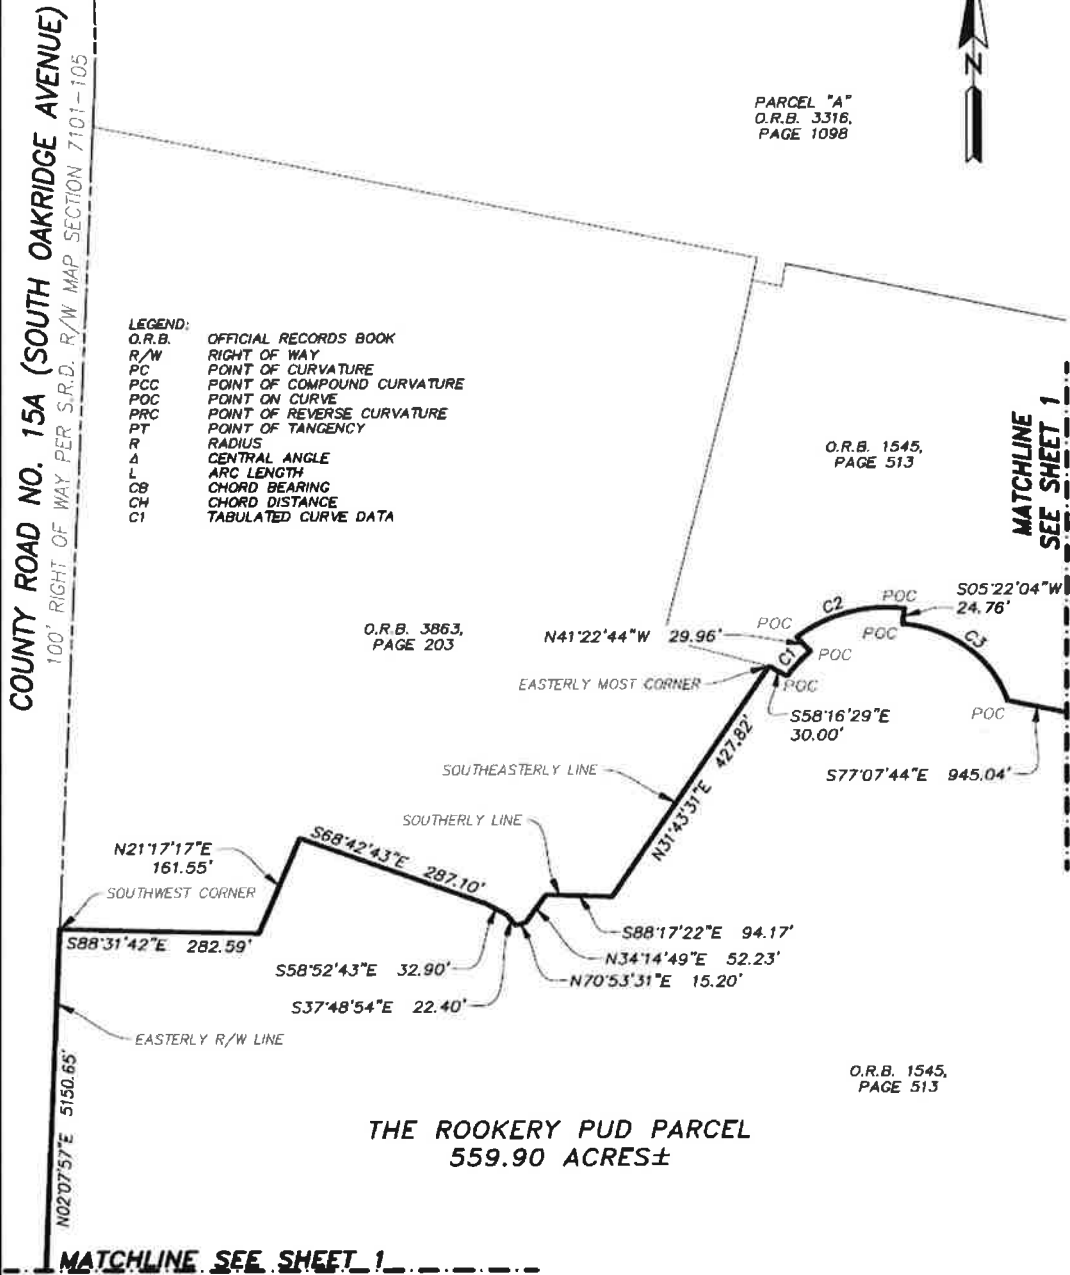 COUNTY ROAD NO. 15A (SOUTH OAKRIDGE AVENUE)
100' RIGHT OF WAY PER S.R.D. R/W MAP SECTION 7101-105
N
PARCEL "A"
O.R.B. 3316,
PAGE 1098
LEGEND:
O.R.B. OFFICIAL RECORDS BOOK
R/W RIGHT OF WAY
PC POINT OF CURVATURE
PCC POINT OF COMPOUND CURVATURE
POC POINT ON CURVE
PRC POINT OF REVERSE CURVATURE
PT POINT OF TANGENCY
R RADIUS
Δ CENTRAL ANGLE
L ARC LENGTH
CB CHORD BEARING
CH CHORD DISTANCE
C1 TABULATED CURVE DATA
O.R.B. 1545,
PAGE 513
MATCHLINE
SEE SHEET 1
S05°22'04"W
24.76'
POC
C2
POC
POC
C3
O.R.B. 3863,
PAGE 203
N41°22'44"W 29.96'
C1
POC
EASTERLY MOST CORNER
POC
S58°16'29"E
30.00'
POC
S77°07'44"E 945.04'
SOUTHEASTERLY LINE
N31°43'31"E 427.82'
SOUTHERLY LINE
S68°42'43"E 287.10'
N21°17'17"E
161.55'
SOUTHWEST CORNER
S88°31'42"E 282.59'
S88°17'22"E 94.17'
N34°14'49"E 52.23'
S58°52'43"E 32.90'
N70°53'31"E 15.20'
S37°48'54"E 22.40'
EASTERLY R/W LINE
N02°07'57"E 5150.65'
O.R.B. 1545,
PAGE 513
THE ROOKERY PUD PARCEL
559.90 ACRES±
MATCHLINE SEE SHEET 1